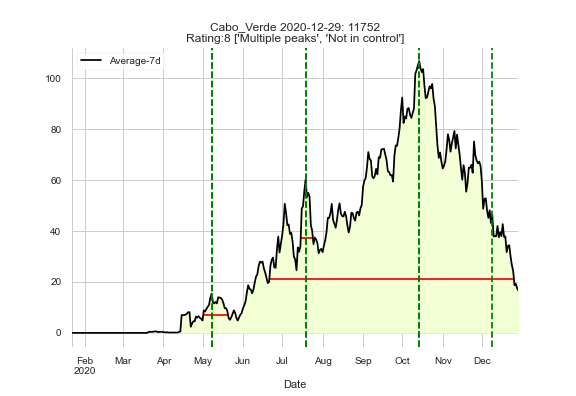 Cabo_Verde 2020-12-29: 11752
Rating:8 ['Multiple peaks', 'Not in control']
Average-7d
100
80
60
40
20
0
Feb Mar Apr May Jun Jul Aug Sep Oct Nov Dec
2020
Date